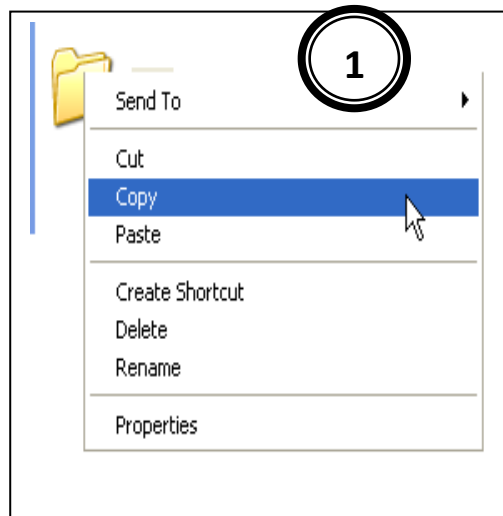 1
Send To
Cut
Copy
Paste
Create Shortcut
Delete
Rename
Properties